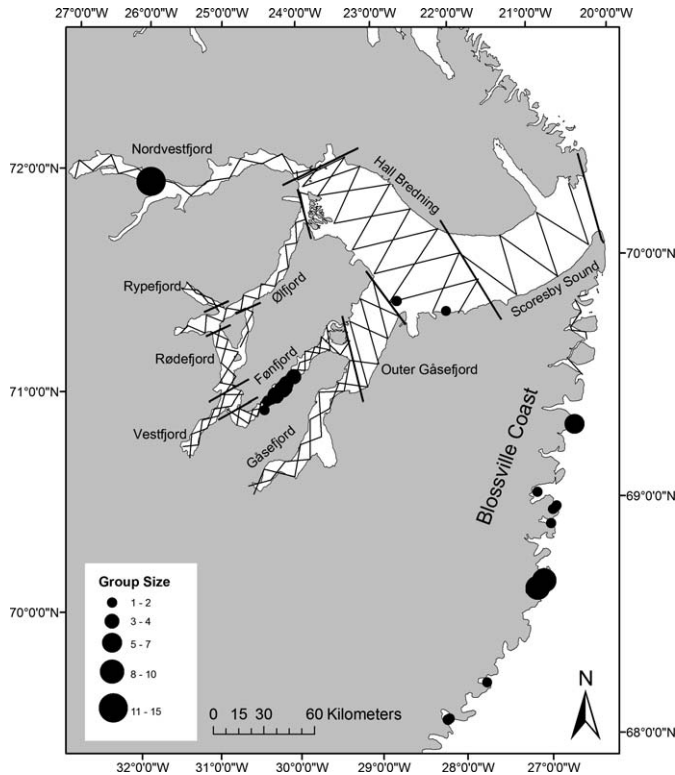 27°0'0"W 26°0'0"W 25°0'0"W 24°0'0"W 23°0'0"W 22°0'0"W 21°0'0"W 20°0'0"W
Nordvestfjord
72°0'0"N
Hall Bredning
70°0'0"N
Rypefjord
Ølfjord
Scoresby Sound
Rødefjord
Fønfjord
Outer Gåsefjord
71°0'0"N
Vestfjord
Gåsefjord
Blossville Coast
69°0'0"N
Group Size
1 - 2
3 - 4
5 - 7
8 - 10
11 - 15
70°0'0"N
N
0 15 30 60 Kilometers
68°0'0"N
32°0'0"W 31°0'0"W 30°0'0"W 29°0'0"W 28°0'0"W 27°0'0"W